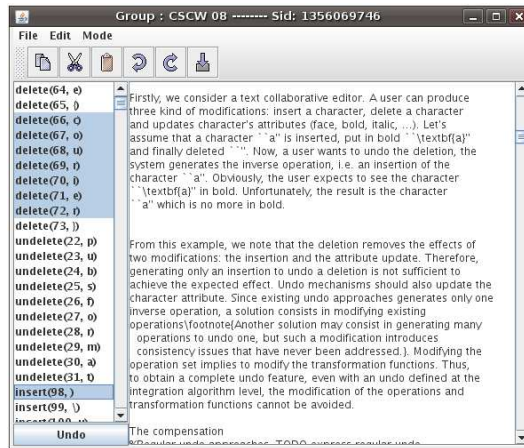 Group : CSCW 08 -------- Sid: 1356069746
File Edit Mode
delete(64, e)
delete(65, {)
delete(66, c)
delete(67, o)
delete(68, u)
delete(69, r)
delete(70, i)
delete(71, e)
delete(72, r)
delete(73, })
undelete(22, p)
undelete(23, u)
undelete(24, b)
undelete(25, s)
undelete(26, f)
undelete(27, o)
undelete(28, r)
undelete(29, m)
undelete(30, a)
undelete(31, t)
insert(98, )
insert(99, \)
insert(100, u)
Undo
Firstly, we consider a text collaborative editor. A user can produce
three kind of modifications: insert a character, delete a character
and updates character's attributes (face, bold, italic, ...). Let's
assume that a character ``a'' is inserted, put in bold ``\textbf{a}''
and finally deleted ``''. Now, a user wants to undo the deletion, the
system generates the inverse operation, i.e. an insertion of the
character ``a''. Obviously, the user expects to see the character
``\textbf{a}'' in bold. Unfortunately, the result is the character
``a'' which is no more in bold.
From this example, we note that the deletion removes the effects of
two modifications: the insertion and the attribute update. Therefore,
generating only an insertion to undo a deletion is not sufficient to
achieve the expected effect. Undo mechanisms should also update the
character attribute. Since existing undo approaches generates only one
inverse operation, a solution consists in modifying existing
operations\footnote{Another solution may consist in generating many
operations to undo one, but such a modification introduces
consistency issues that have never been addressed.}. Modifying the
operation set implies to modify the transformation functions. Thus,
to obtain a complete undo feature, even with an undo defined at the
integration algorithm level, the modification of the operations and
transformation functions cannot be avoided.
The compensation
%Regular undo approaches, TODO express regular undo